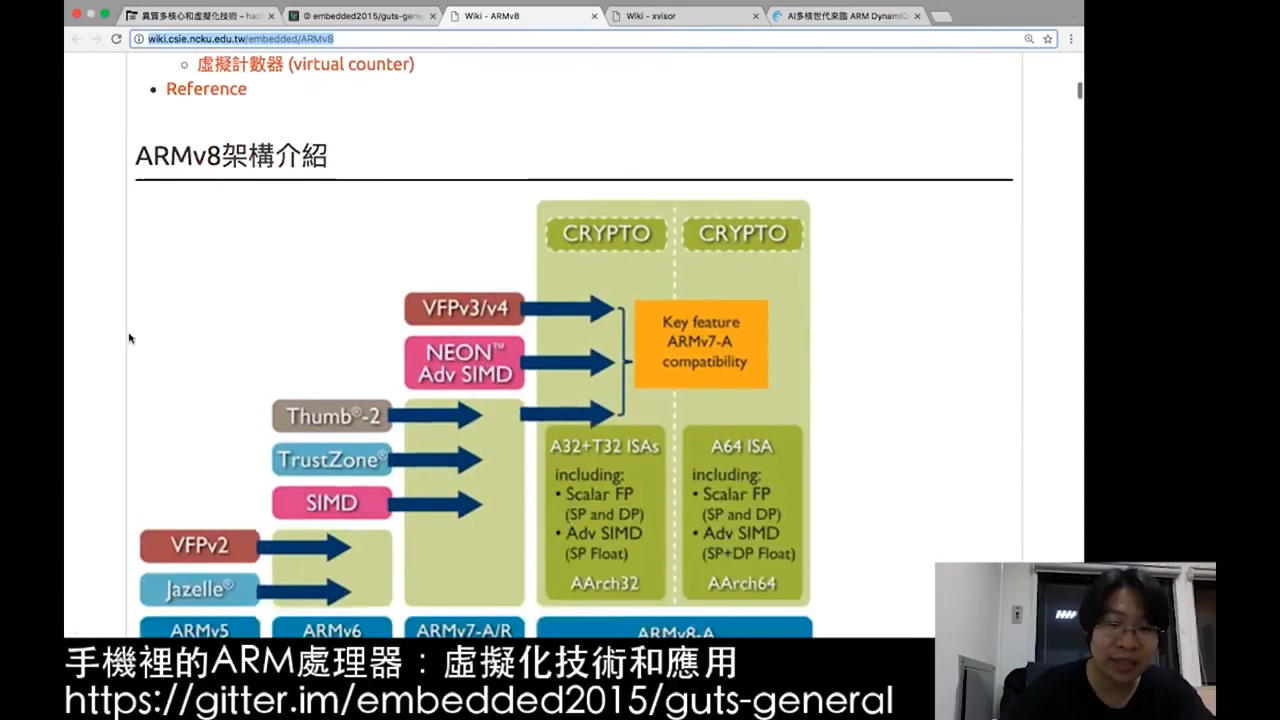 異質多核心和虛擬化技術 – hac
embedded2015/guts-gene
Wiki - ARMv8
Wiki - xvisor
AI多核世代來臨 ARM DynamIQ
wiki.csie.ncku.edu.tw/embedded/ARMv8
虛擬計數器 (virtual counter)
Reference
ARMv8架構介紹
CRYPTO
CRYPTO
VFPv3/v4
Key feature
ARMv7-A
compatibility
NEON™
Adv SIMD
Thumb®-2
A32+T32 ISAs
including:
• Scalar FP
(SP and DP)
• Adv SIMD
(SP Float)
AArch32
A64 ISA
including:
• Scalar FP
(SP and DP)
• Adv SIMD
(SP+DP Float)
AArch64
TrustZone®
SIMD
VFPv2
Jazelle®
ARMv5
ARMv6
ARMv7-A/R
ARMv8-A
手機裡的ARM處理器：虛擬化技術和應用
https://gitter.im/embedded2015/guts-general